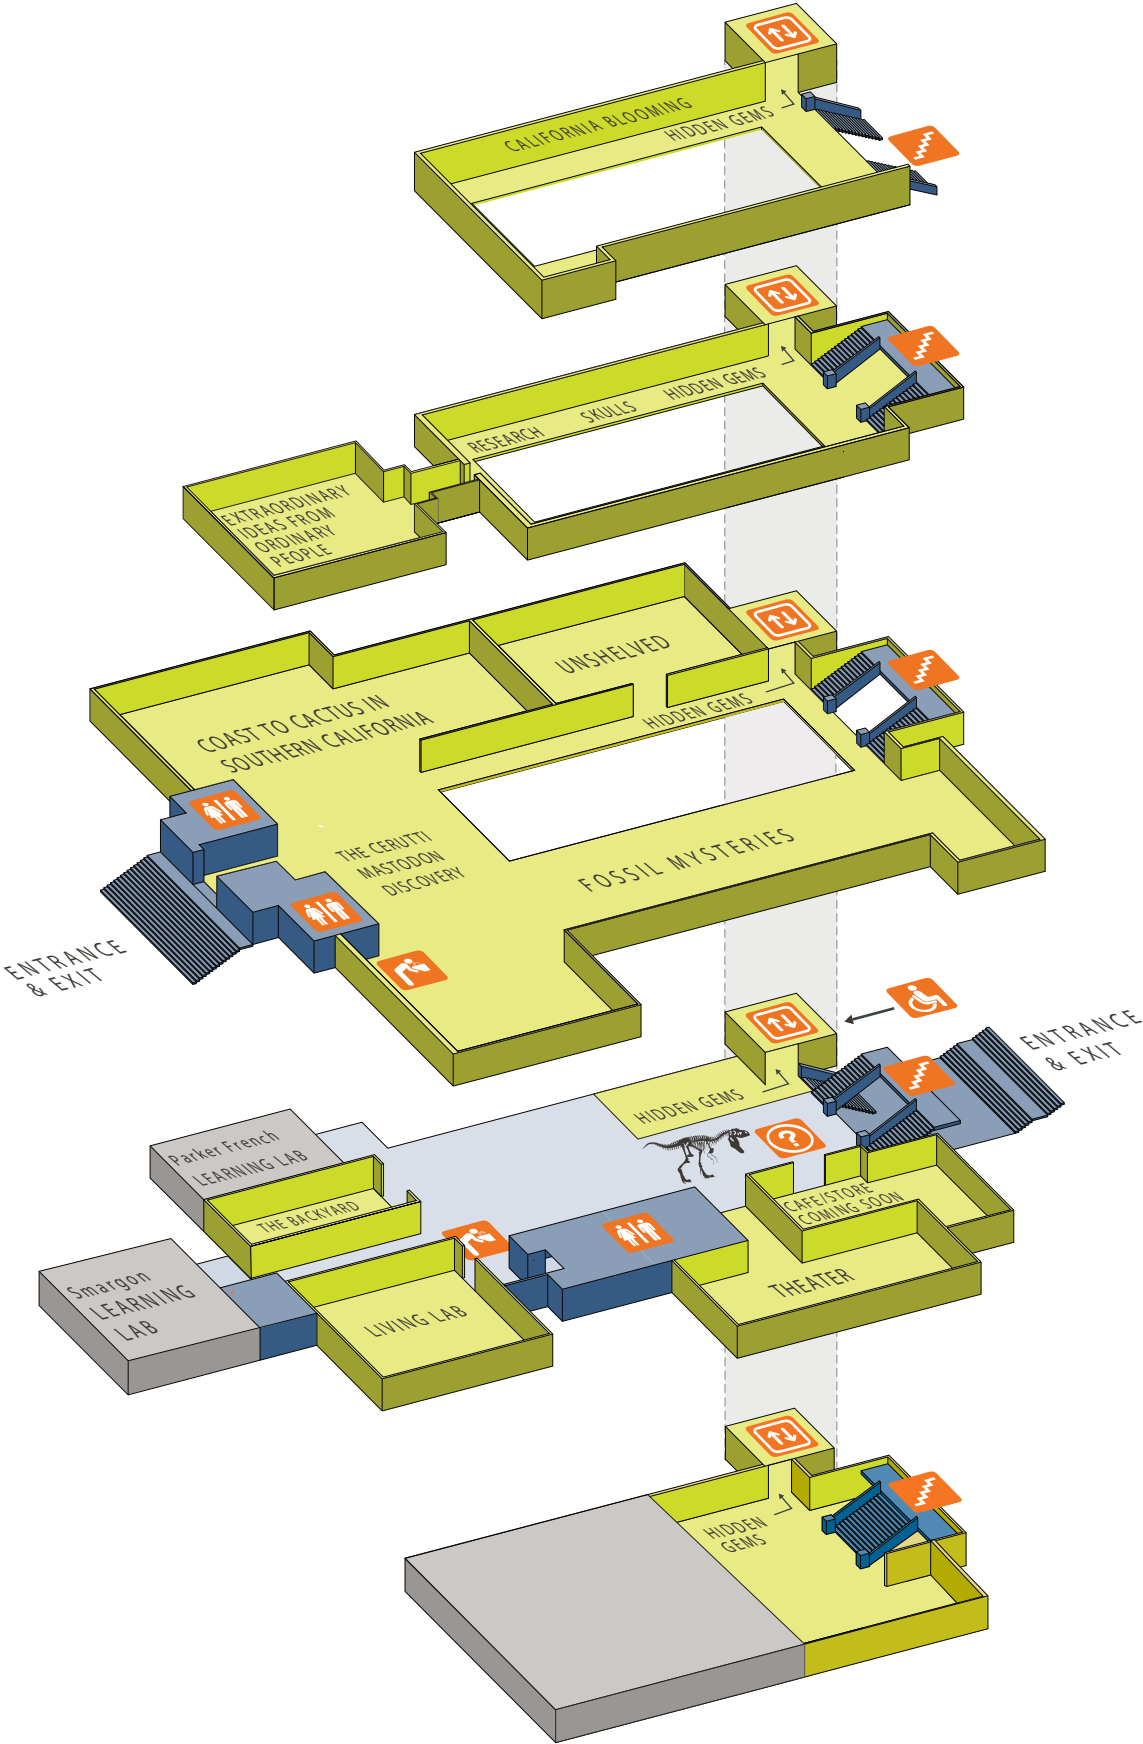 CALIFORNIA BLOOMING
HIDDEN GEMS
HIDDEN GEMS
SKULLS
RESEARCH
EXTRAORDINARY
IDEAS FROM
ORDINARY
PEOPLE
UNSHELVED
COAST TO CACTUS IN
SOUTHERN CALIFORNIA
HIDDEN GEMS
THE CERUTTI
MASTODON
DISCOVERY
FOSSIL MYSTERIES
ENTRANCE
& EXIT
ENTRANCE
& EXIT
HIDDEN GEMS
?
Parker French
LEARNING LAB
THE BACKYARD
CAFE/STORE
COMING SOON
THEATER
Smargon
LEARNING
LAB
LIVING LAB
HIDDEN
GEMS